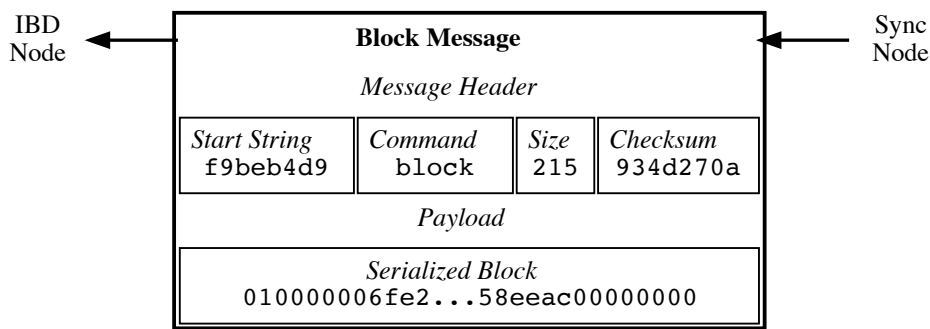 IBD
Node
Block Message
Sync
Node
Message Header
Start String
f9beb4d9
Command
block
Size
215
Checksum
934d270a
Payload
Serialized Block
010000006fe2...58eeac00000000